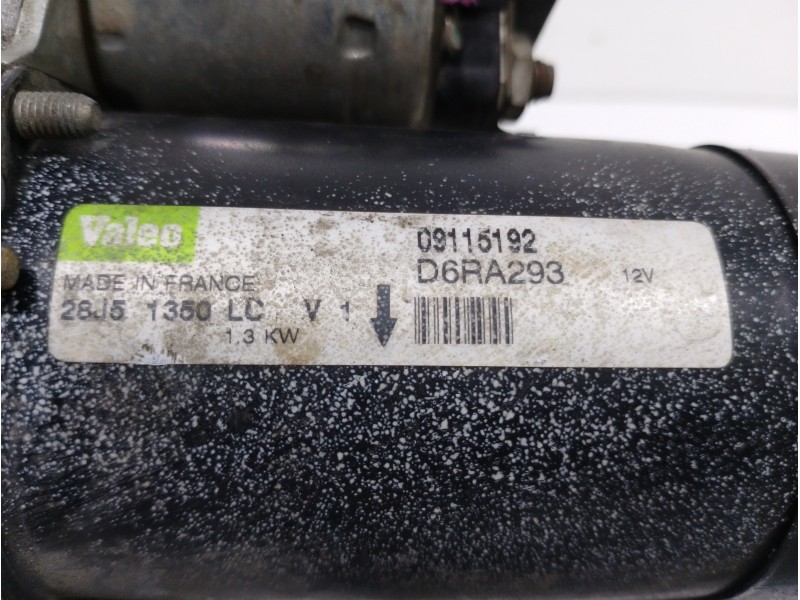 Valeo
09115192
MADE IN FRANCE
D6RA293
12V
28J5 1350 LC V 1
1,3 KW